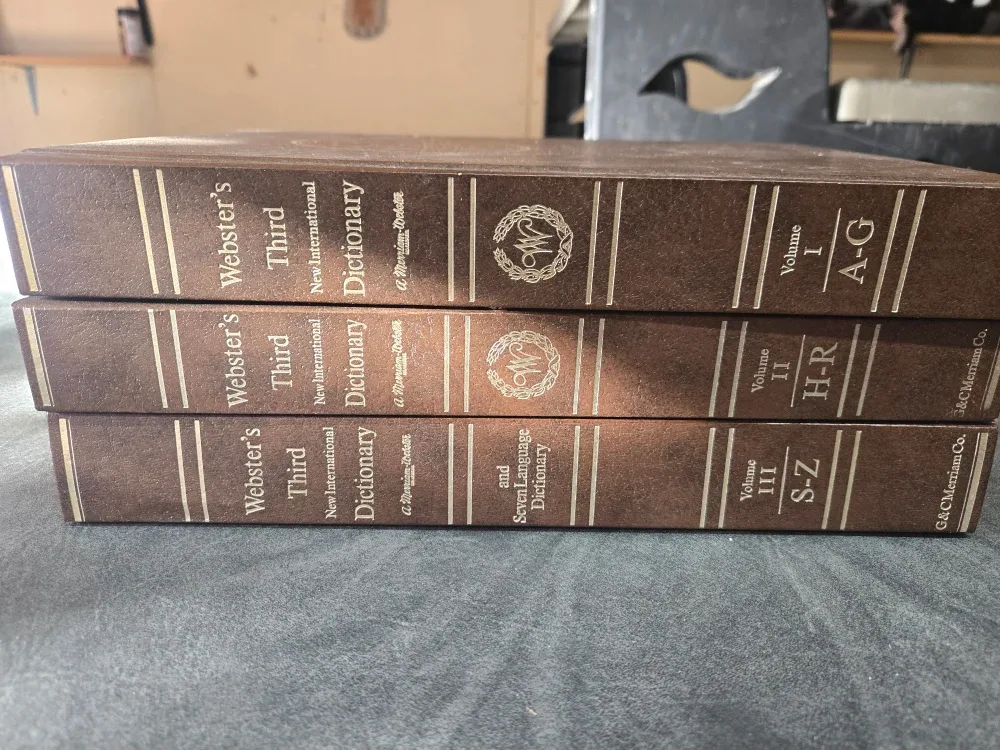 Webster's
Third
New International
Dictionary
a Merriam-Webster
W
Volume
I
A-G
Webster's
Third
New International
Dictionary
a Merriam-Webster
W
Volume
II
H-R
G&C Merriam Co.
Webster's
Third
New International
Dictionary
a Merriam-Webster
and
Seven Language
Dictionary
Volume
III
S-Z
G&C Merriam Co.